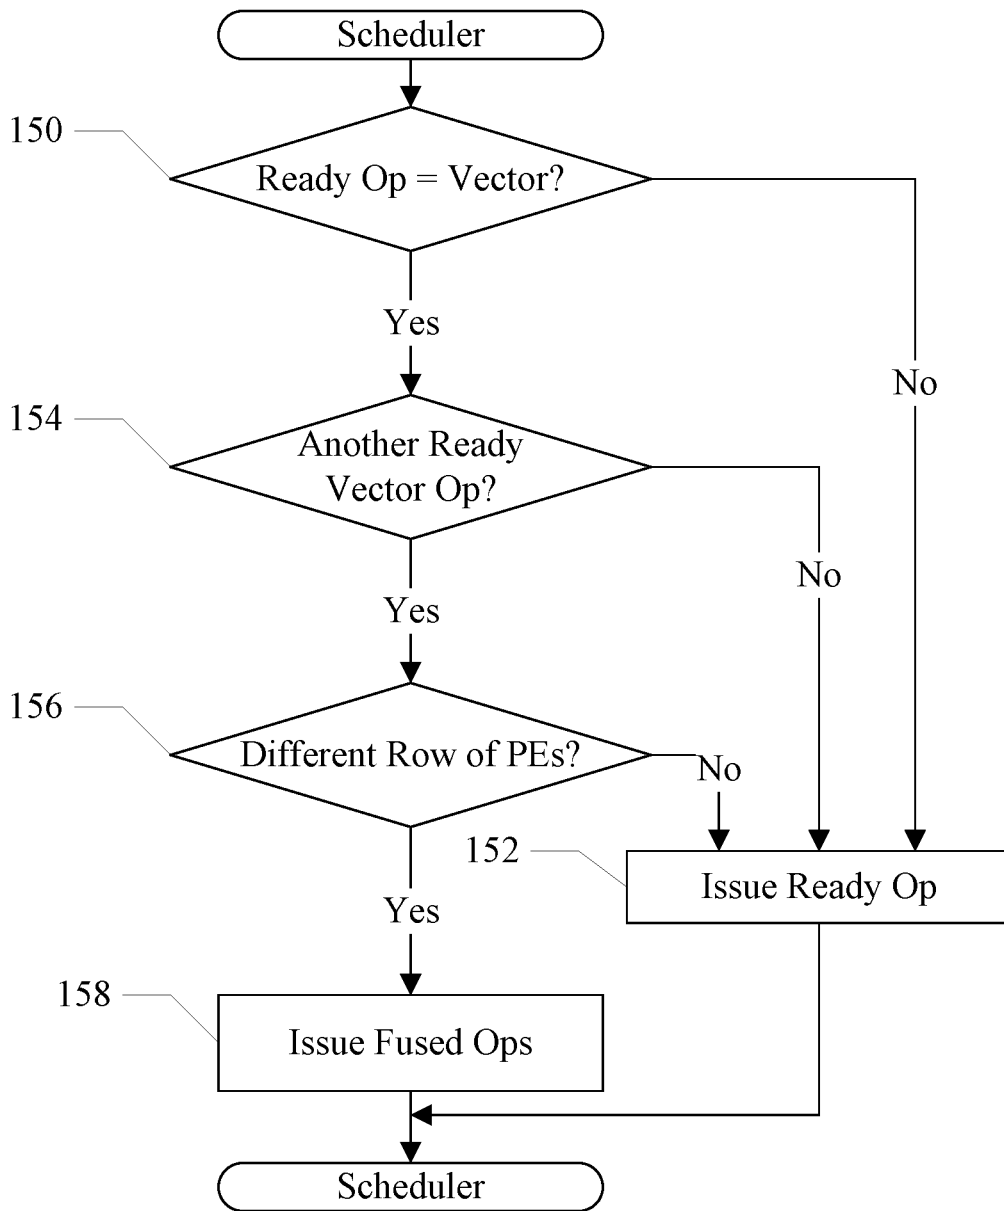 Scheduler
150
Ready Op = Vector?
Yes
No
154
Another Ready
Vector Op?
No
Yes
156
Different Row of PEs?
No
152
Issue Ready Op
Yes
158
Issue Fused Ops
Scheduler